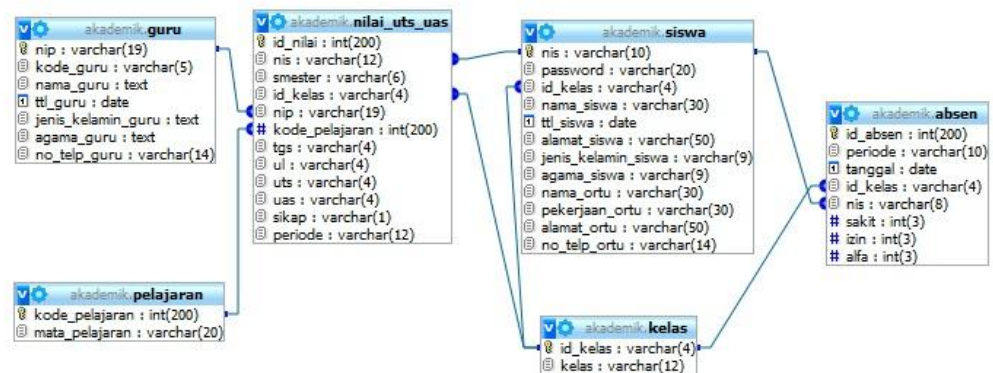 akademik.guru
nip : varchar(19)
kode_guru : varchar(5)
nama_guru : text
ttl_guru : date
jenis_kelamin_guru : text
agama_guru : text
no_telp_guru : varchar(14)
akademik.nilai_uts_uas
id_nilai : int(200)
nis : varchar(12)
smester : varchar(6)
id_kelas : varchar(4)
nip : varchar(19)
# kode_pelajaran : int(200)
tgs : varchar(4)
ul : varchar(4)
uts : varchar(4)
uas : varchar(4)
sikap : varchar(1)
periode : varchar(12)
akademik.siswa
nis : varchar(10)
password : varchar(20)
id_kelas : varchar(4)
nama_siswa : varchar(30)
ttl_siswa : date
alamat_siswa : varchar(50)
jenis_kelamin_siswa : varchar(9)
agama_siswa : varchar(9)
nama_ortu : varchar(30)
pekerjaan_ortu : varchar(30)
alamat_ortu : varchar(50)
no_telp_ortu : varchar(14)
akademik.absen
id_absen : int(200)
periode : varchar(10)
tanggal : date
id_kelas : varchar(4)
nis : varchar(8)
# sakit : int(3)
# izin : int(3)
# alfa : int(3)
akademik.pelajaran
kode_pelajaran : int(200)
mata_pelajaran : varchar(20)
akademik.kelas
id_kelas : varchar(4)
kelas : varchar(12)